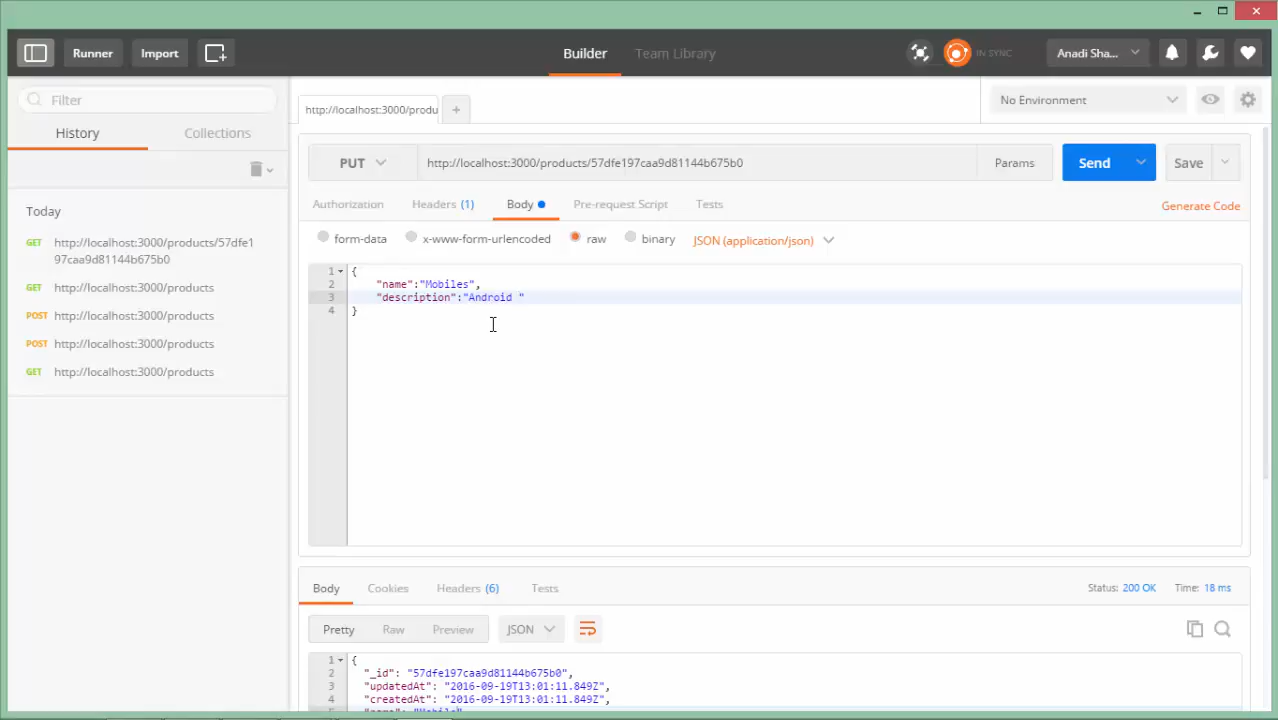 Runner
Import
Builder
Team Library
IN SYNC
Anadi Sha...
Filter
History
Collections
Today
GET http://localhost:3000/products/57dfe1
97caa9d81144b675b0
GET http://localhost:3000/products
POST http://localhost:3000/products
POST http://localhost:3000/products
GET http://localhost:3000/products
http://localhost:3000/produ
+
No Environment
PUT
http://localhost:3000/products/57dfe197caa9d81144b675b0
Params
Send
Save
Authorization
Headers (1)
Body
Pre-request Script
Tests
Generate Code
form-data
x-www-form-urlencoded
raw
binary
JSON (application/json)
1 {
2 "name":"Mobiles",
3 "description":"Android "
4 }
Body
Cookies
Headers (6)
Tests
Status: 200 OK
Time: 18 ms
Pretty
Raw
Preview
JSON
1 {
2 "_id": "57dfe197caa9d81144b675b0",
3 "updatedAt": "2016-09-19T13:01:11.849Z",
4 "createdAt": "2016-09-19T13:01:11.849Z",